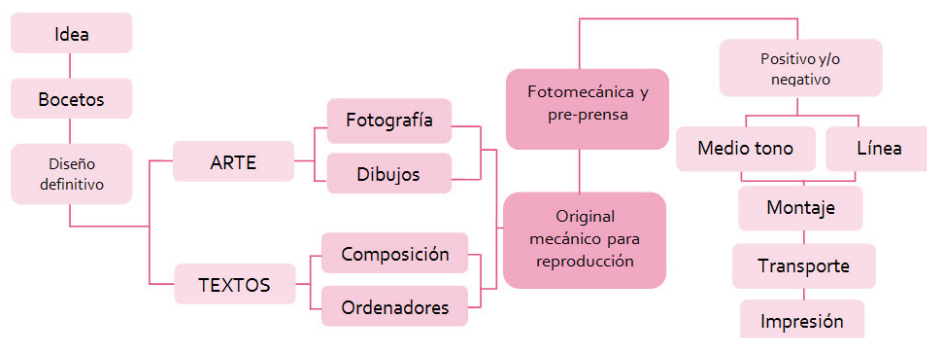 Idea
Bocetos
Diseño
definitivo
ARTE
TEXTOS
Fotografía
Dibujos
Composición
Ordenadores
Original
mecánico para
reproducción
Fotomecánica y
pre-prensa
Positivo y/o
negativo
Medio tono
Línea
Montaje
Transporte
Impresión